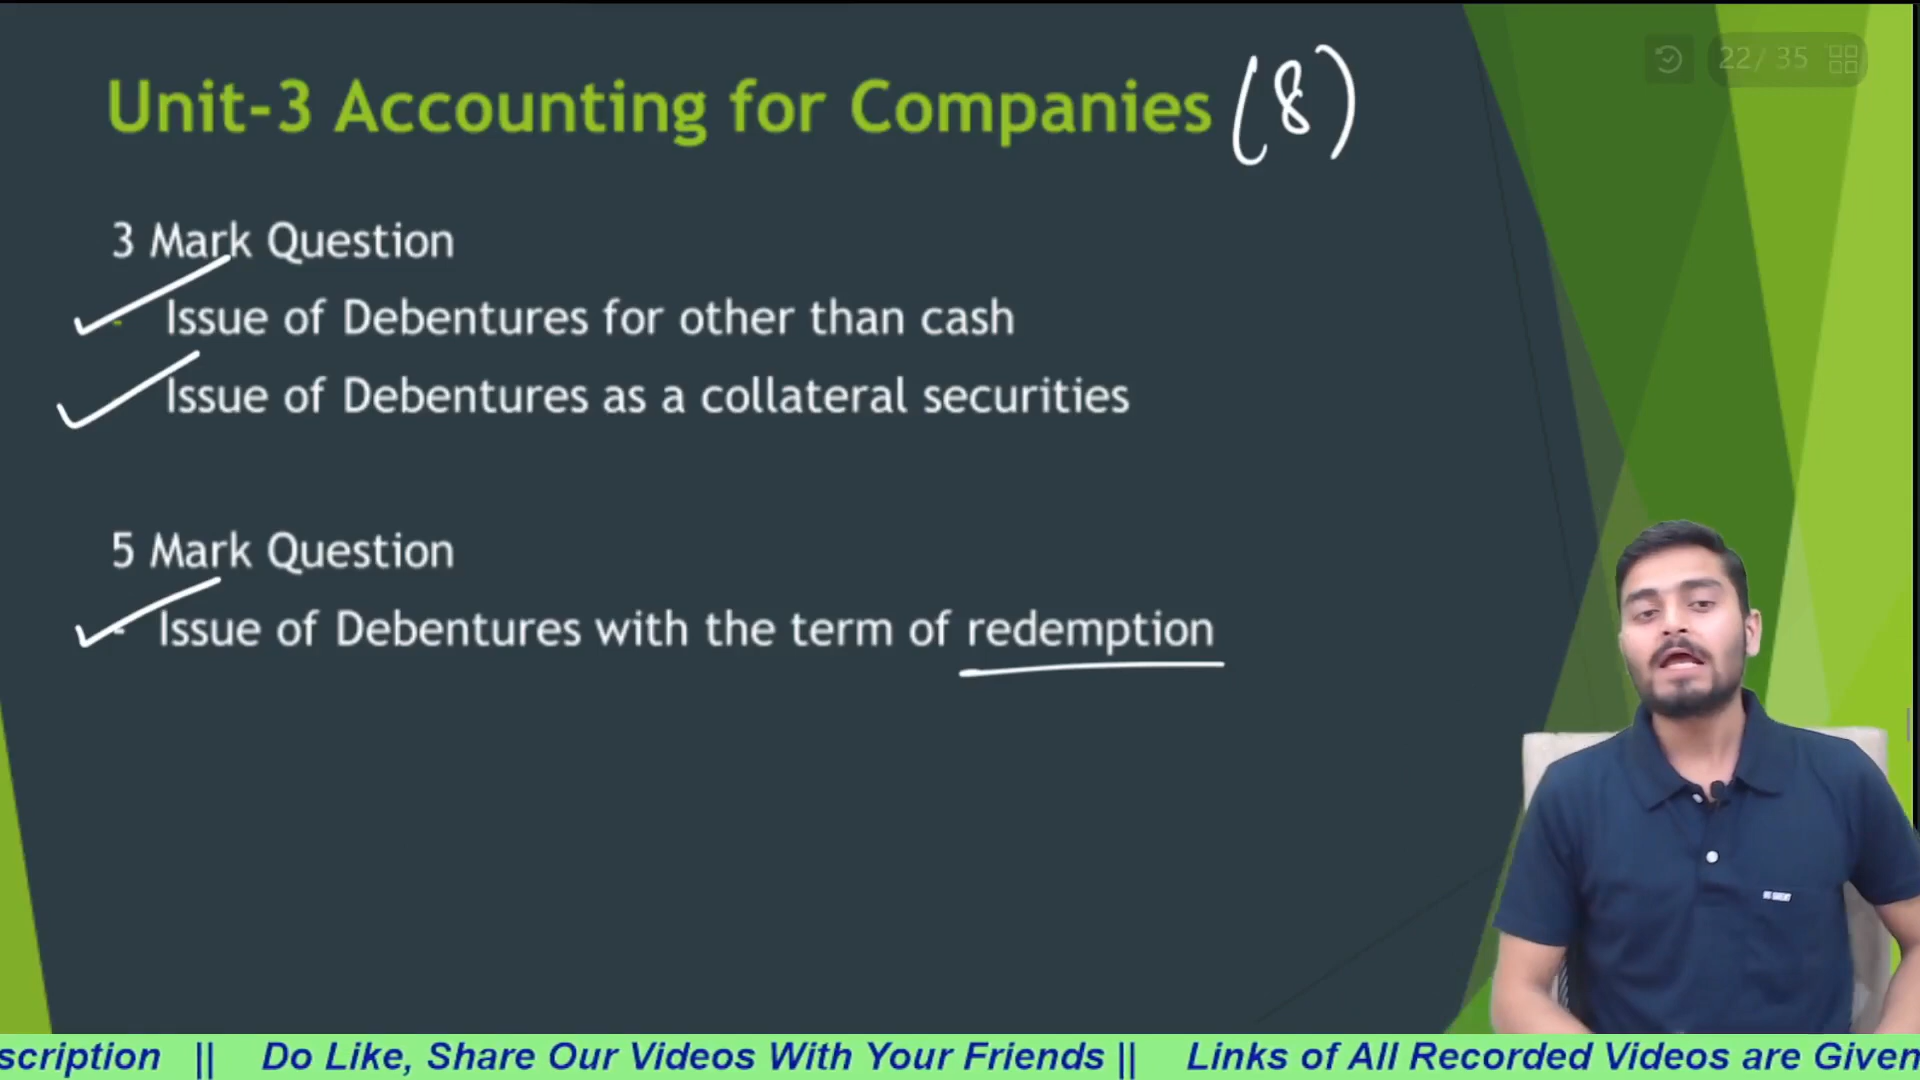 Unit-3 Accounting for Companies (8)
22/ 35
3 Mark Question
- Issue of Debentures for other than cash
Issue of Debentures as a collateral securities
5 Mark Question
- Issue of Debentures with the term of redemption
scription || Do Like, Share Our Videos With Your Friends || Links of All Recorded Videos are Given